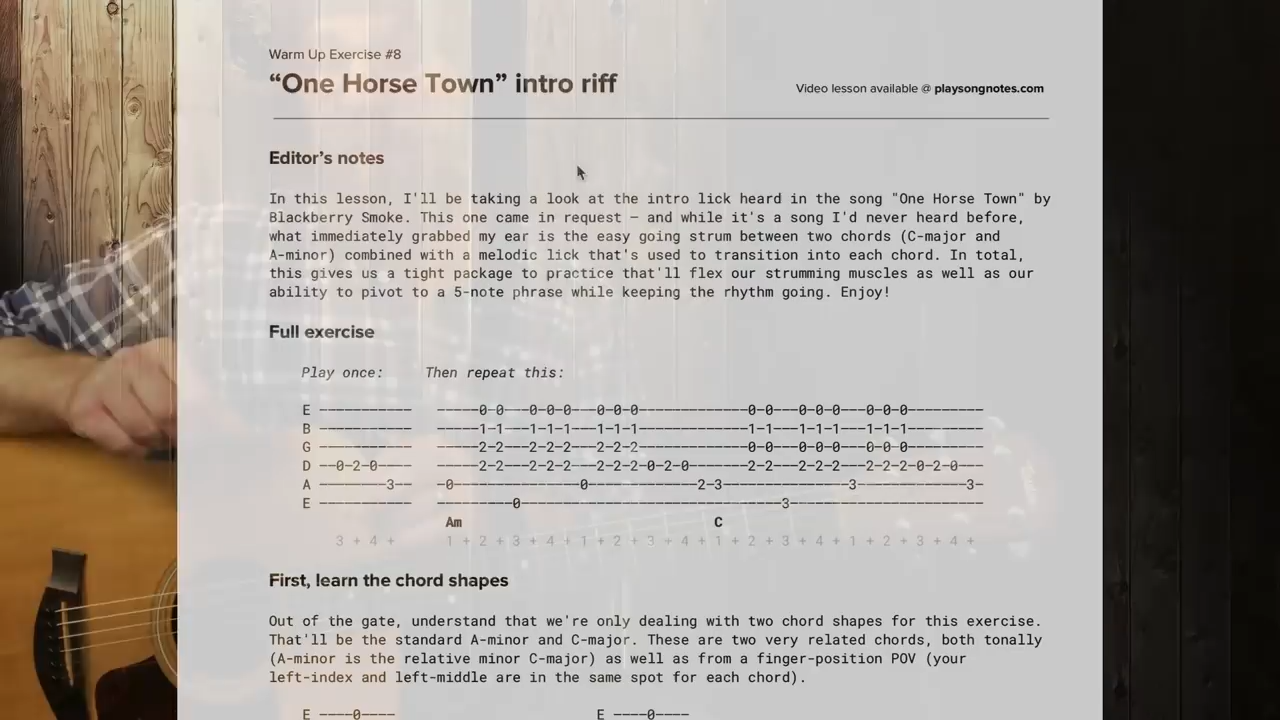 Warm Up Exercise #8
“One Horse Town” intro riff
Video lesson available @ playsongnotes.com
Editor’s notes
In this lesson, I'll be taking a look at the intro lick heard in the song "One Horse Town" by
Blackberry Smoke. This one came in request — and while it's a song I'd never heard before,
what immediately grabbed my ear is the easy going strum between two chords (C-major and
A-minor) combined with a melodic lick that's used to transition into each chord. In total,
this gives us a tight package to practice that'll flex our strumming muscles as well as our
ability to pivot to a 5-note phrase while keeping the rhythm going. Enjoy!
Full exercise
Play once: Then repeat this:
E ----------- -----0-0---0-0-0---0-0-0-------------0-0---0-0-0---0-0-0---------
B ----------- -----1-1---1-1-1---1-1-1-------------1-1---1-1-1---1-1-1---------
G ----------- -----2-2---2-2-2---2-2-2-------------0-0---0-0-0---0-0-0---------
D --0-2-0---- -----2-2---2-2-2---2-2-2-0-2-0-------2-2---2-2-2---2-2-2-0-2-0---
A --------3-- -0---------------0-------------2-3---------------3-------------3-
E ----------- ---------0-------------------------------3-----------------------
Am C
3 + 4 + 1 + 2 + 3 + 4 + 1 + 2 + 3 + 4 + 1 + 2 + 3 + 4 + 1 + 2 + 3 + 4 +
First, learn the chord shapes
Out of the gate, understand that we're only dealing with two chord shapes for this exercise.
That'll be the standard A-minor and C-major. These are two very related chords, both tonally
(A-minor is the relative minor C-major) as well as from a finger-position POV (your
left-index and left-middle are in the same spot for each chord).
E ----0---- E ----0----